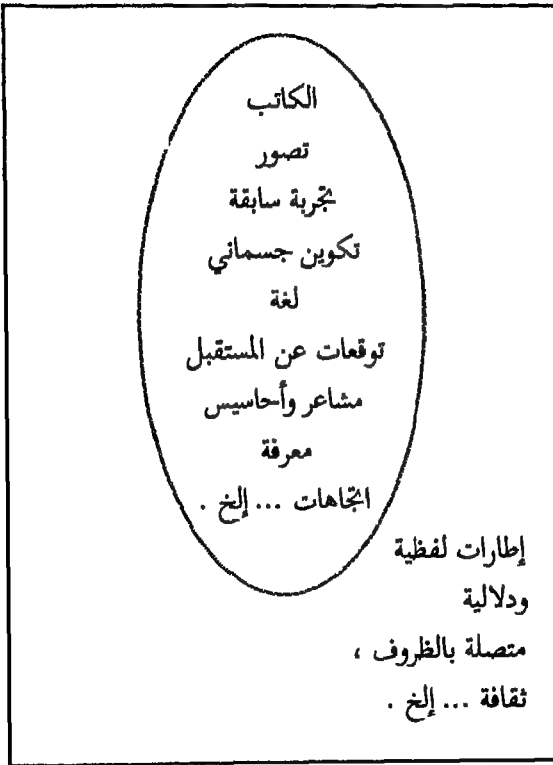 الكاتب
تصور
تجربة سابقة
تكوين جسماني
لغة
توقعات عن المستقبل
مشاعر وأحاسيس
معرفة
اتجاهات ... إلخ .
إطارات لفظية
ودلالية
متصلة بالظروف ،
ثقافة ... إلخ .